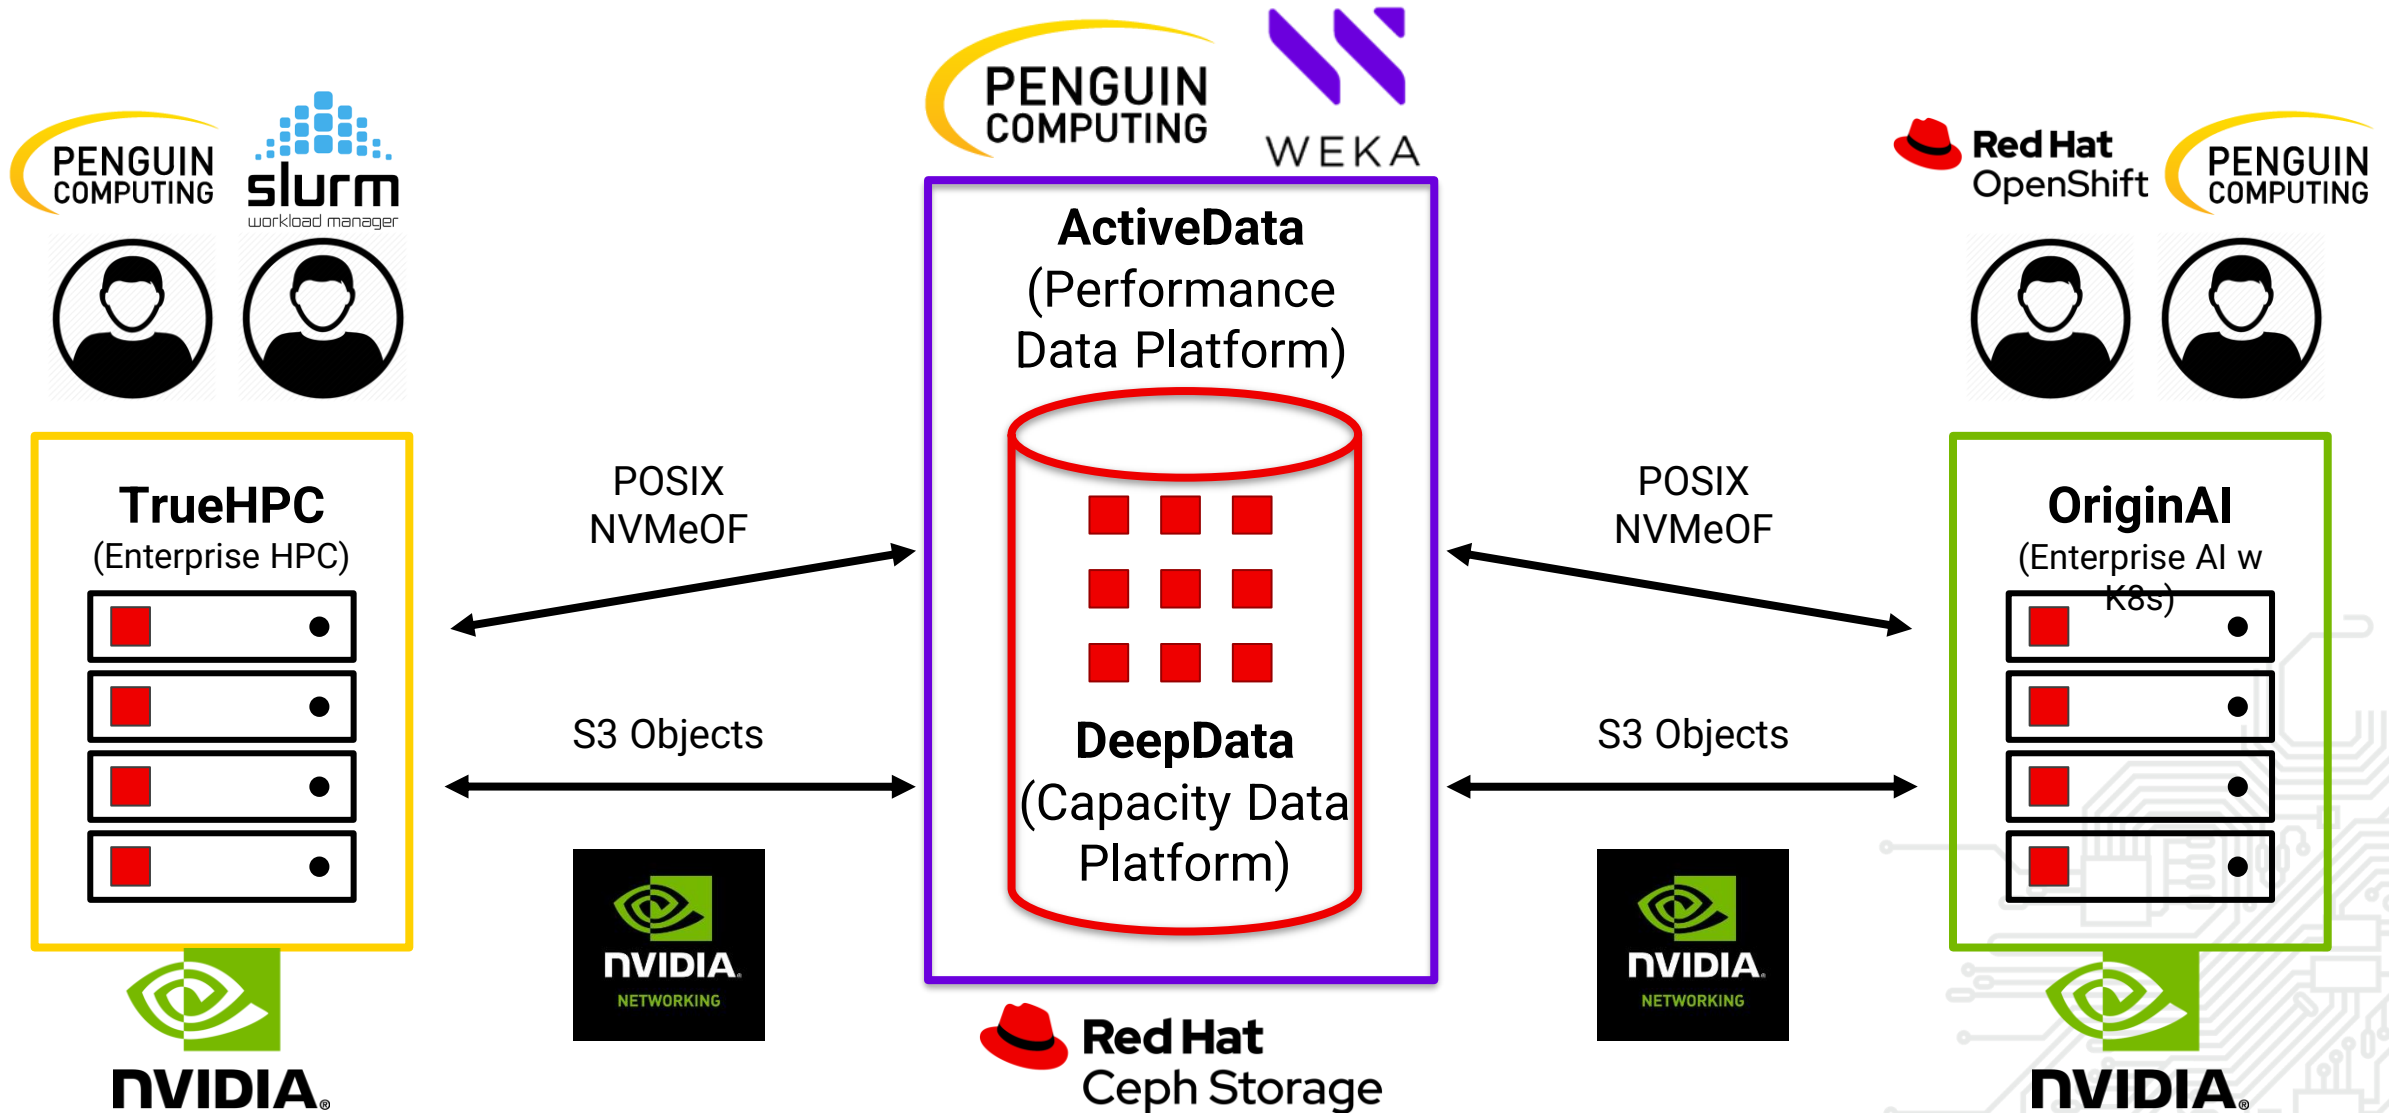 PENGUIN
COMPUTING
slurm
workload manager
TrueHPC
(Enterprise HPC)
NVIDIA®
POSIX
NVMeOF
S3 Objects
NVIDIA®
NETWORKING
PENGUIN
COMPUTING
WEKA
ActiveData
(Performance
Data Platform)
DeepData
(Capacity Data
Platform)
Red Hat
Ceph Storage
POSIX
NVMeOF
S3 Objects
NVIDIA®
NETWORKING
Red Hat
OpenShift
PENGUIN
COMPUTING
OriginAI
(Enterprise AI w
K8s)
NVIDIA®